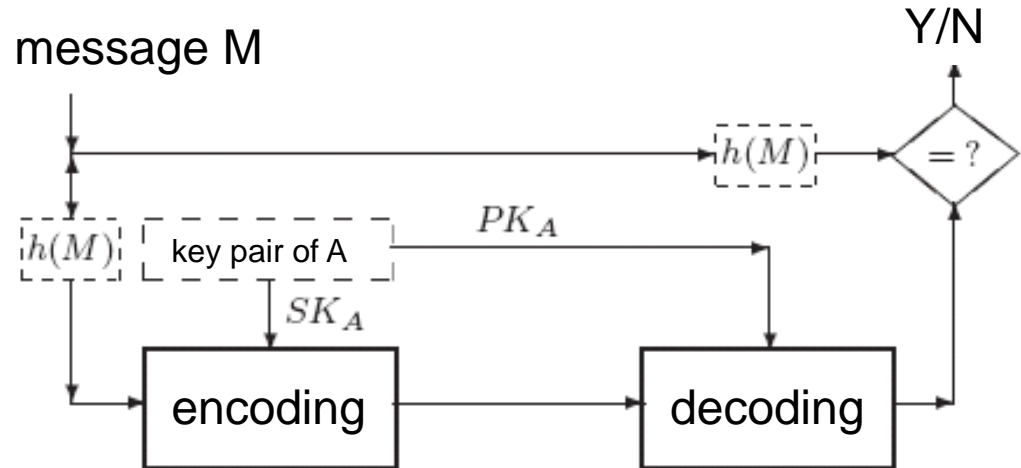 Y/N
message M
h(M)
= ?
h(M)
key pair of A
PK_A
SK_A
encoding
decoding